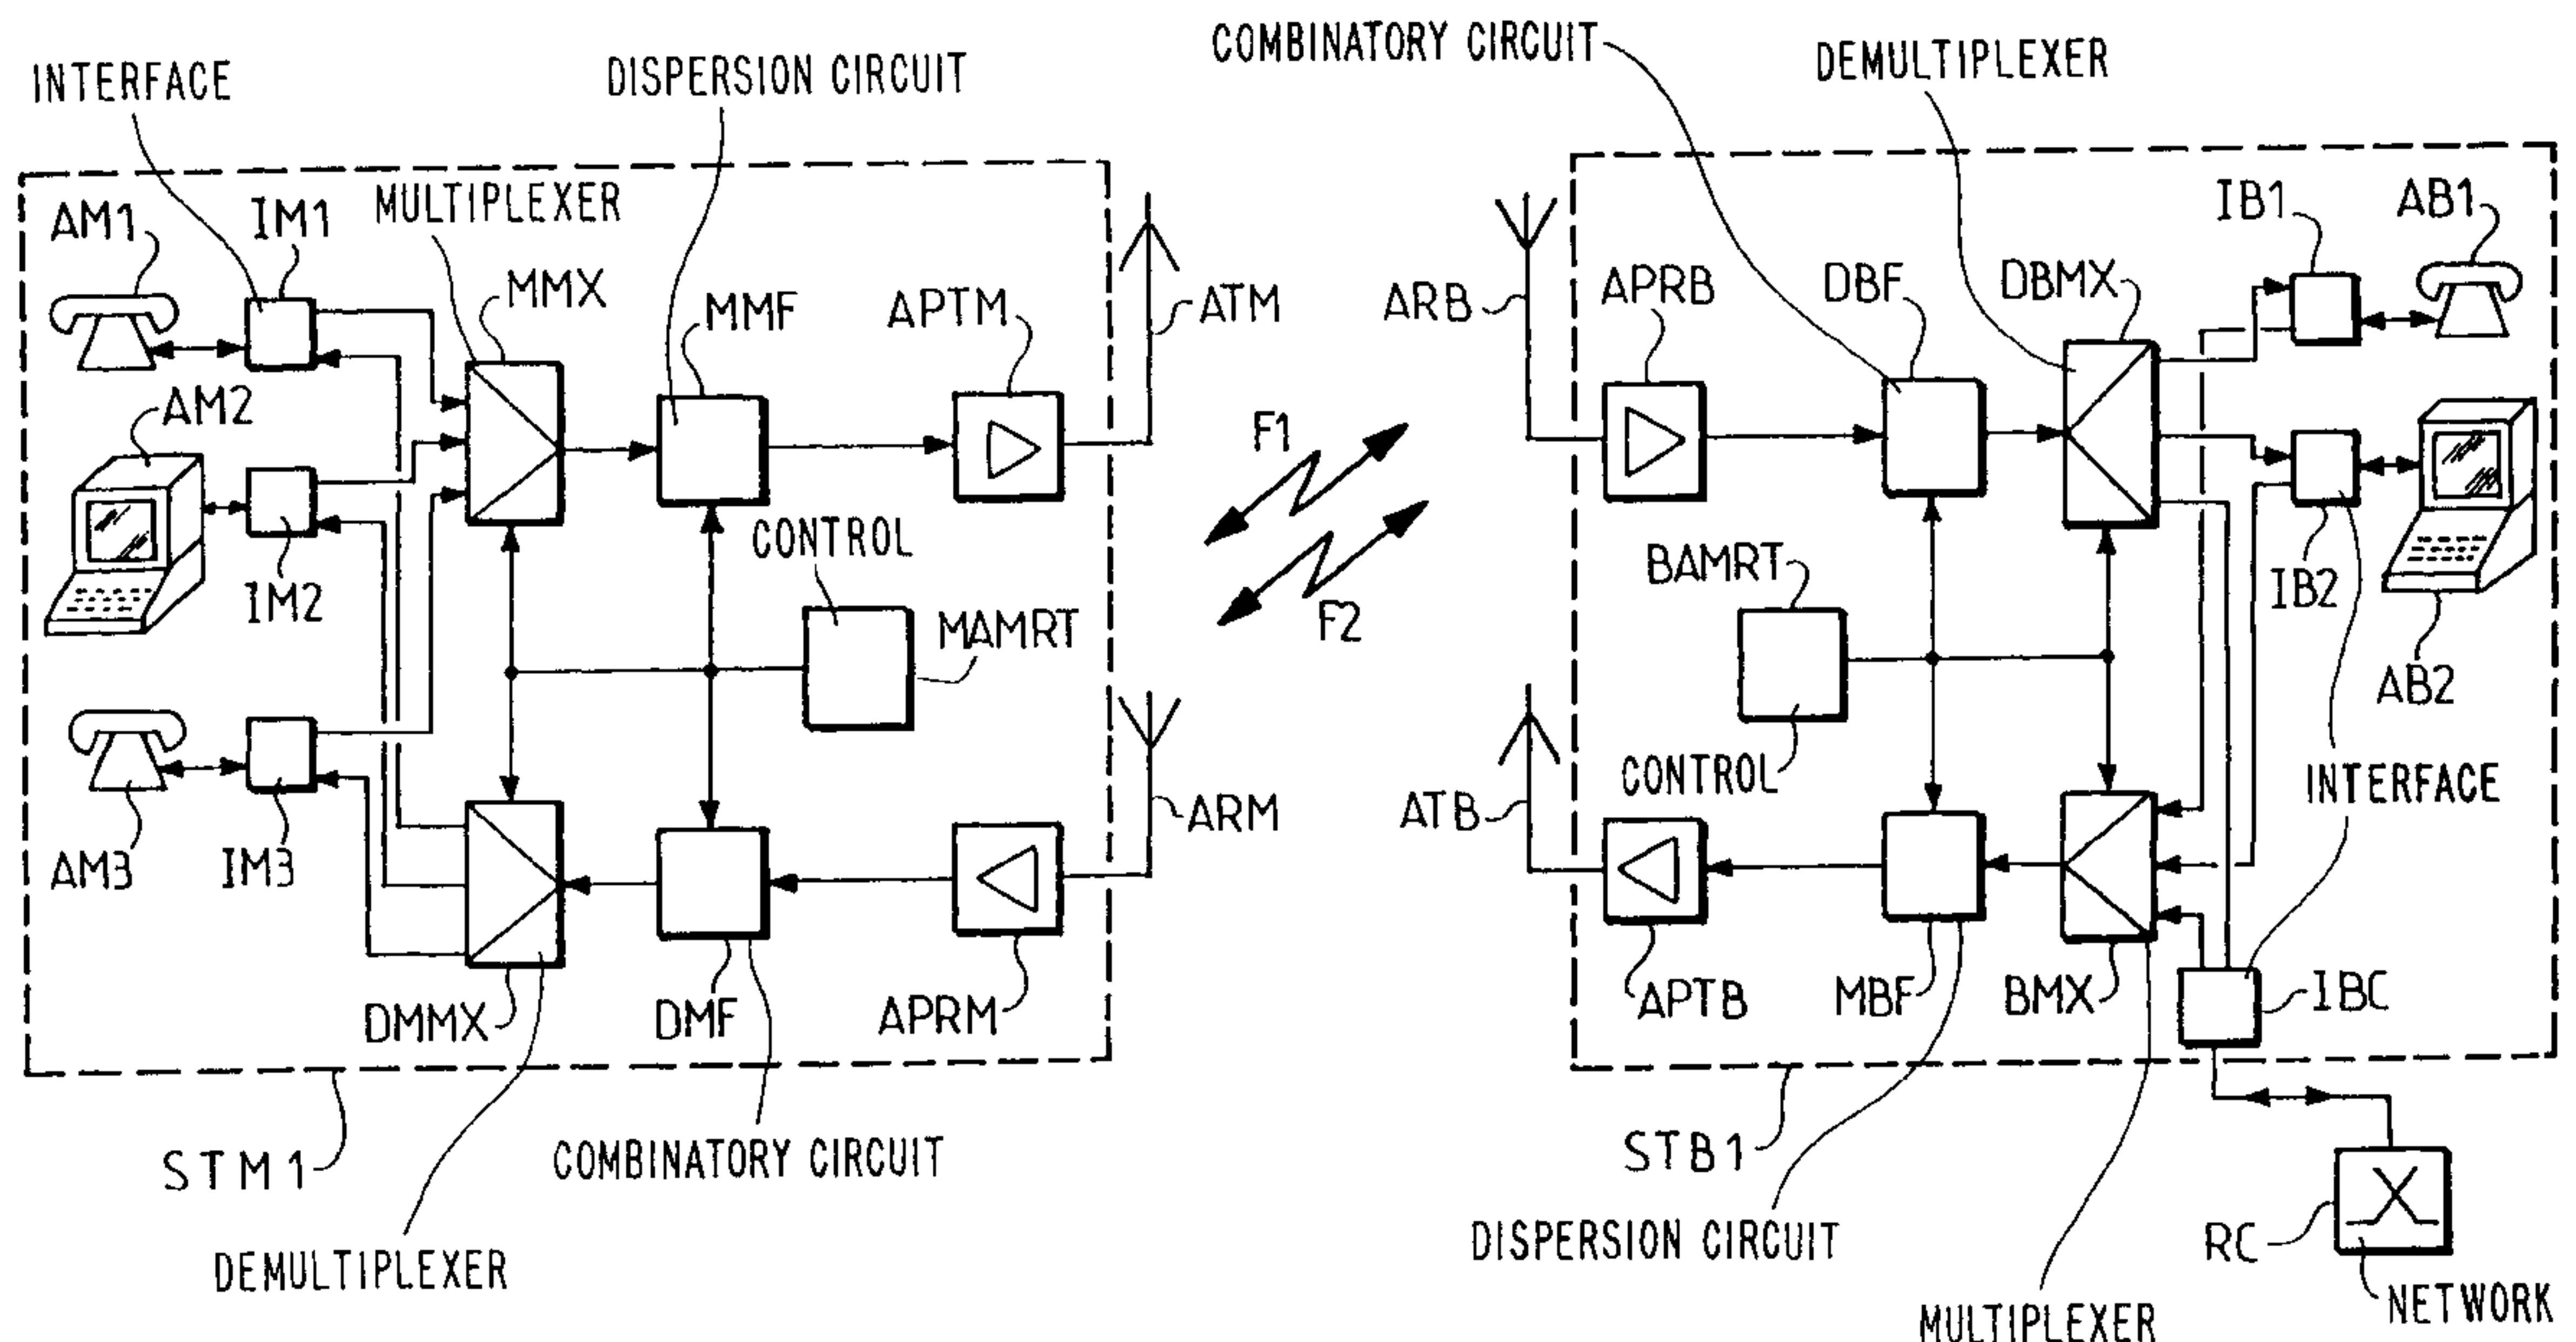 COMBINATORY CIRCUIT
DEMULTIPLEXER
DISPERSION CIRCUIT
INTERFACE
MULTIPLEXER
AM1
IM1
MMX
MMF
APTM
ATM
AM2
IM2
CONTROL
MAMRT
AM3
IM3
ARM
DMMX
DMF
APRM
STM1
COMBINATORY CIRCUIT
DEMULTIPLEXER
F1
F2
IB1
AB1
ARB
APRB
DBF
DBMX
BAMRT
IB2
AB2
CONTROL
INTERFACE
ATB
APTB
MBF
BMX
IBC
STB1
DISPERSION CIRCUIT
RC
NETWORK
MULTIPLEXER